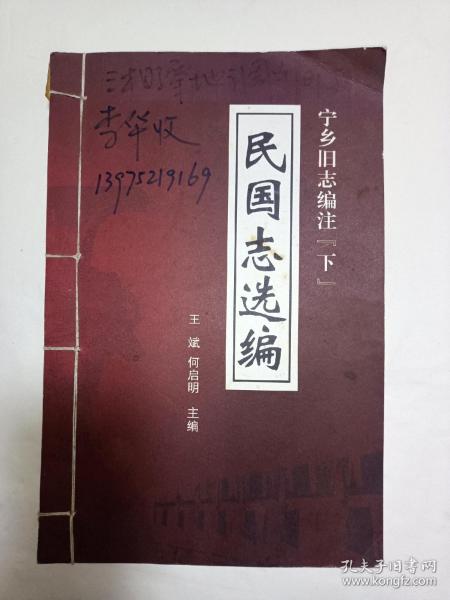 李华收
13975219169
宁乡旧志编注『下』
民国志选编
王斌 何启明 主编
孔夫子旧书网
www.kongfz.com